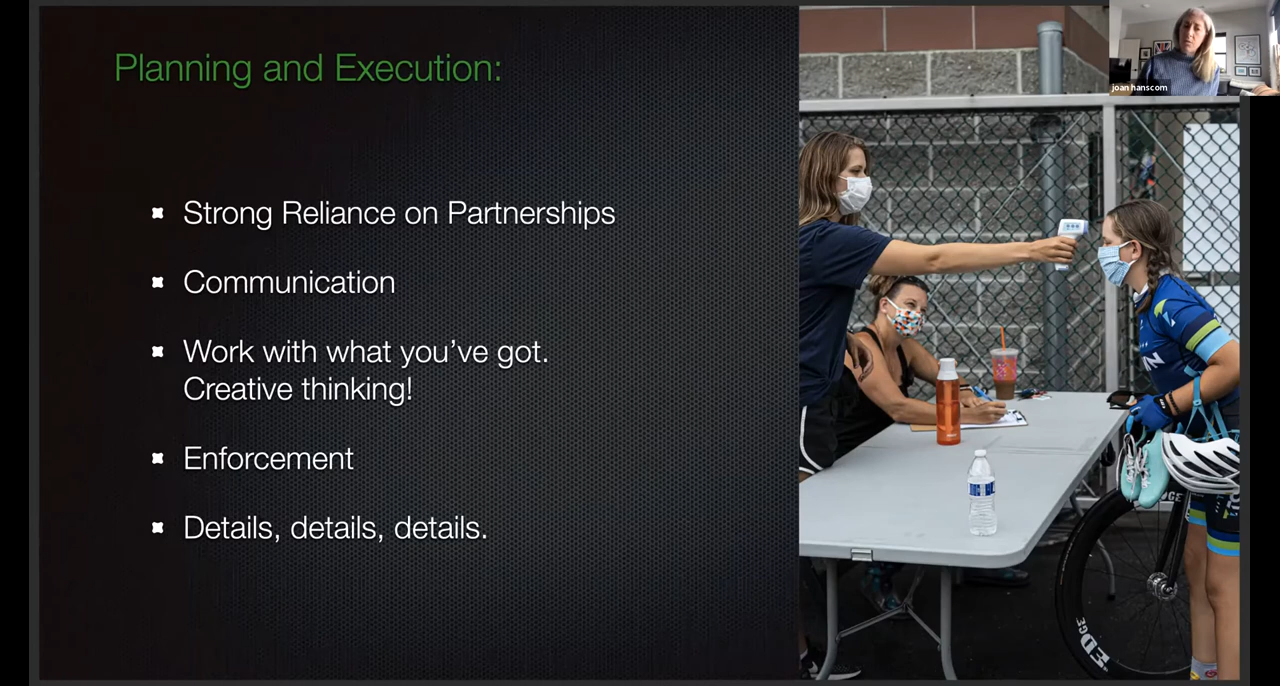 Planning and Execution:
joan hanscom
Strong Reliance on Partnerships
Communication
Work with what you've got.
Creative thinking!
Enforcement
Details, details, details.
EDGE